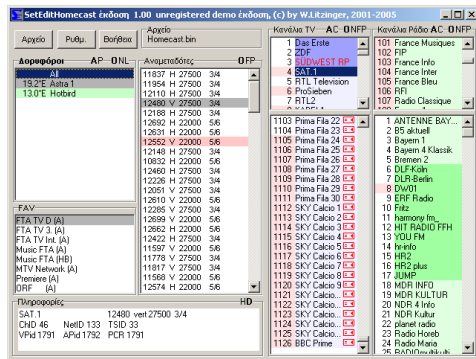 SetEditHomecast έκδοση 1.00 unregistered demo έκδοση, (c) by W.Litzinger, 2001-2005
Αρχείο
Ρυθμ.
Βοήθεια
Αρχείο
Homecast.bin
Δορυφόροι AP ONL
All
19.2°E Astra 1
13.0°E Hotbird
FAV
FTA TV D (A)
FTA TV 3. (A)
FTA TV Int. (A)
Music FTA (A)
Music FTA (HB)
MTV Network (A)
Premiere (A)
ORF (A)
Αναμεταδότες OFP
11837 H 27500 3/4
11954 H 27500 3/4
12110 H 27500 3/4
12480 V 27500 3/4
12188 H 27500 3/4
12692 H 22000 5/6
12631 H 22000 5/6
12552 V 22000 5/6
12148 H 27500 3/4
10832 H 22000 5/6
12460 H 27500 3/4
12226 H 27500 3/4
12051 V 27500 3/4
12610 V 22000 5/6
12285 V 27500 3/4
12699 V 22000 5/6
12662 H 22000 5/6
12422 H 27500 3/4
11597 V 22000 5/6
11778 V 27500 3/4
11817 V 27500 3/4
11568 V 22000 5/6
12574 H 22000 5/6
Πληροφορίες HD
SAT.1 12480 vert 27500 3/4
ChID 46 NetID 133 TSID 33
VPid 1791 APid 1792 PCR 1791
Κανάλια TV AC O NFP
1 Das Erste
2 ZDF
3 SÜDWEST RP
4 SAT.1
5 RTL Television
6 ProSieben
7 RTL2
1103 Prima Fila 22
1104 Prima Fila 23
1105 Prima Fila 24
1106 Prima Fila 25
1107 Prima Fila 26
1108 Prima Fila 27
1109 Prima Fila 28
1110 Prima Fila 29
1111 Prima Fila 30
1112 SKY Calcio 1
1113 SKY Calcio 2
1114 SKY Calcio 3
1115 SKY Calcio 4
1116 SKY Calcio 5
1117 SKY Calcio 6
1118 SKY Calcio 7
1119 SKY Calcio 8
1120 SKY Calcio 9
1121 SKY Calcio...
1122 SKY Calcio...
1123 SKY Calcio...
1124 SKY Calcio...
1125 SKY Calcio...
1126 BBC Prime
Κανάλια Ράδιο AC ONFP
101 France Musiques
102 FIP
103 France Info
104 France Inter
105 France Bleu
106 RFI
107 Radio Classique
1 ANTENNE BAY...
2 B5 aktuell
3 Bayern 1
4 Bayern 4 Klassik
5 Bremen 2
6 DLF-Köln
7 DLR-Berlin
8 DW01
9 ERF Radio
10 Fritz
11 harmony fm_
12 HIT RADIO FFH
13 YOU FM
14 hr-info
15 HR2
16 HR2 plus
17 JUMP
18 MDR INFO
19 MDR KULTUR
20 NDR 4 Info
21 NDR Kultur
22 planet radio
23 Radio Horeb
24 Radio Maria
25 RADIOmultikulti